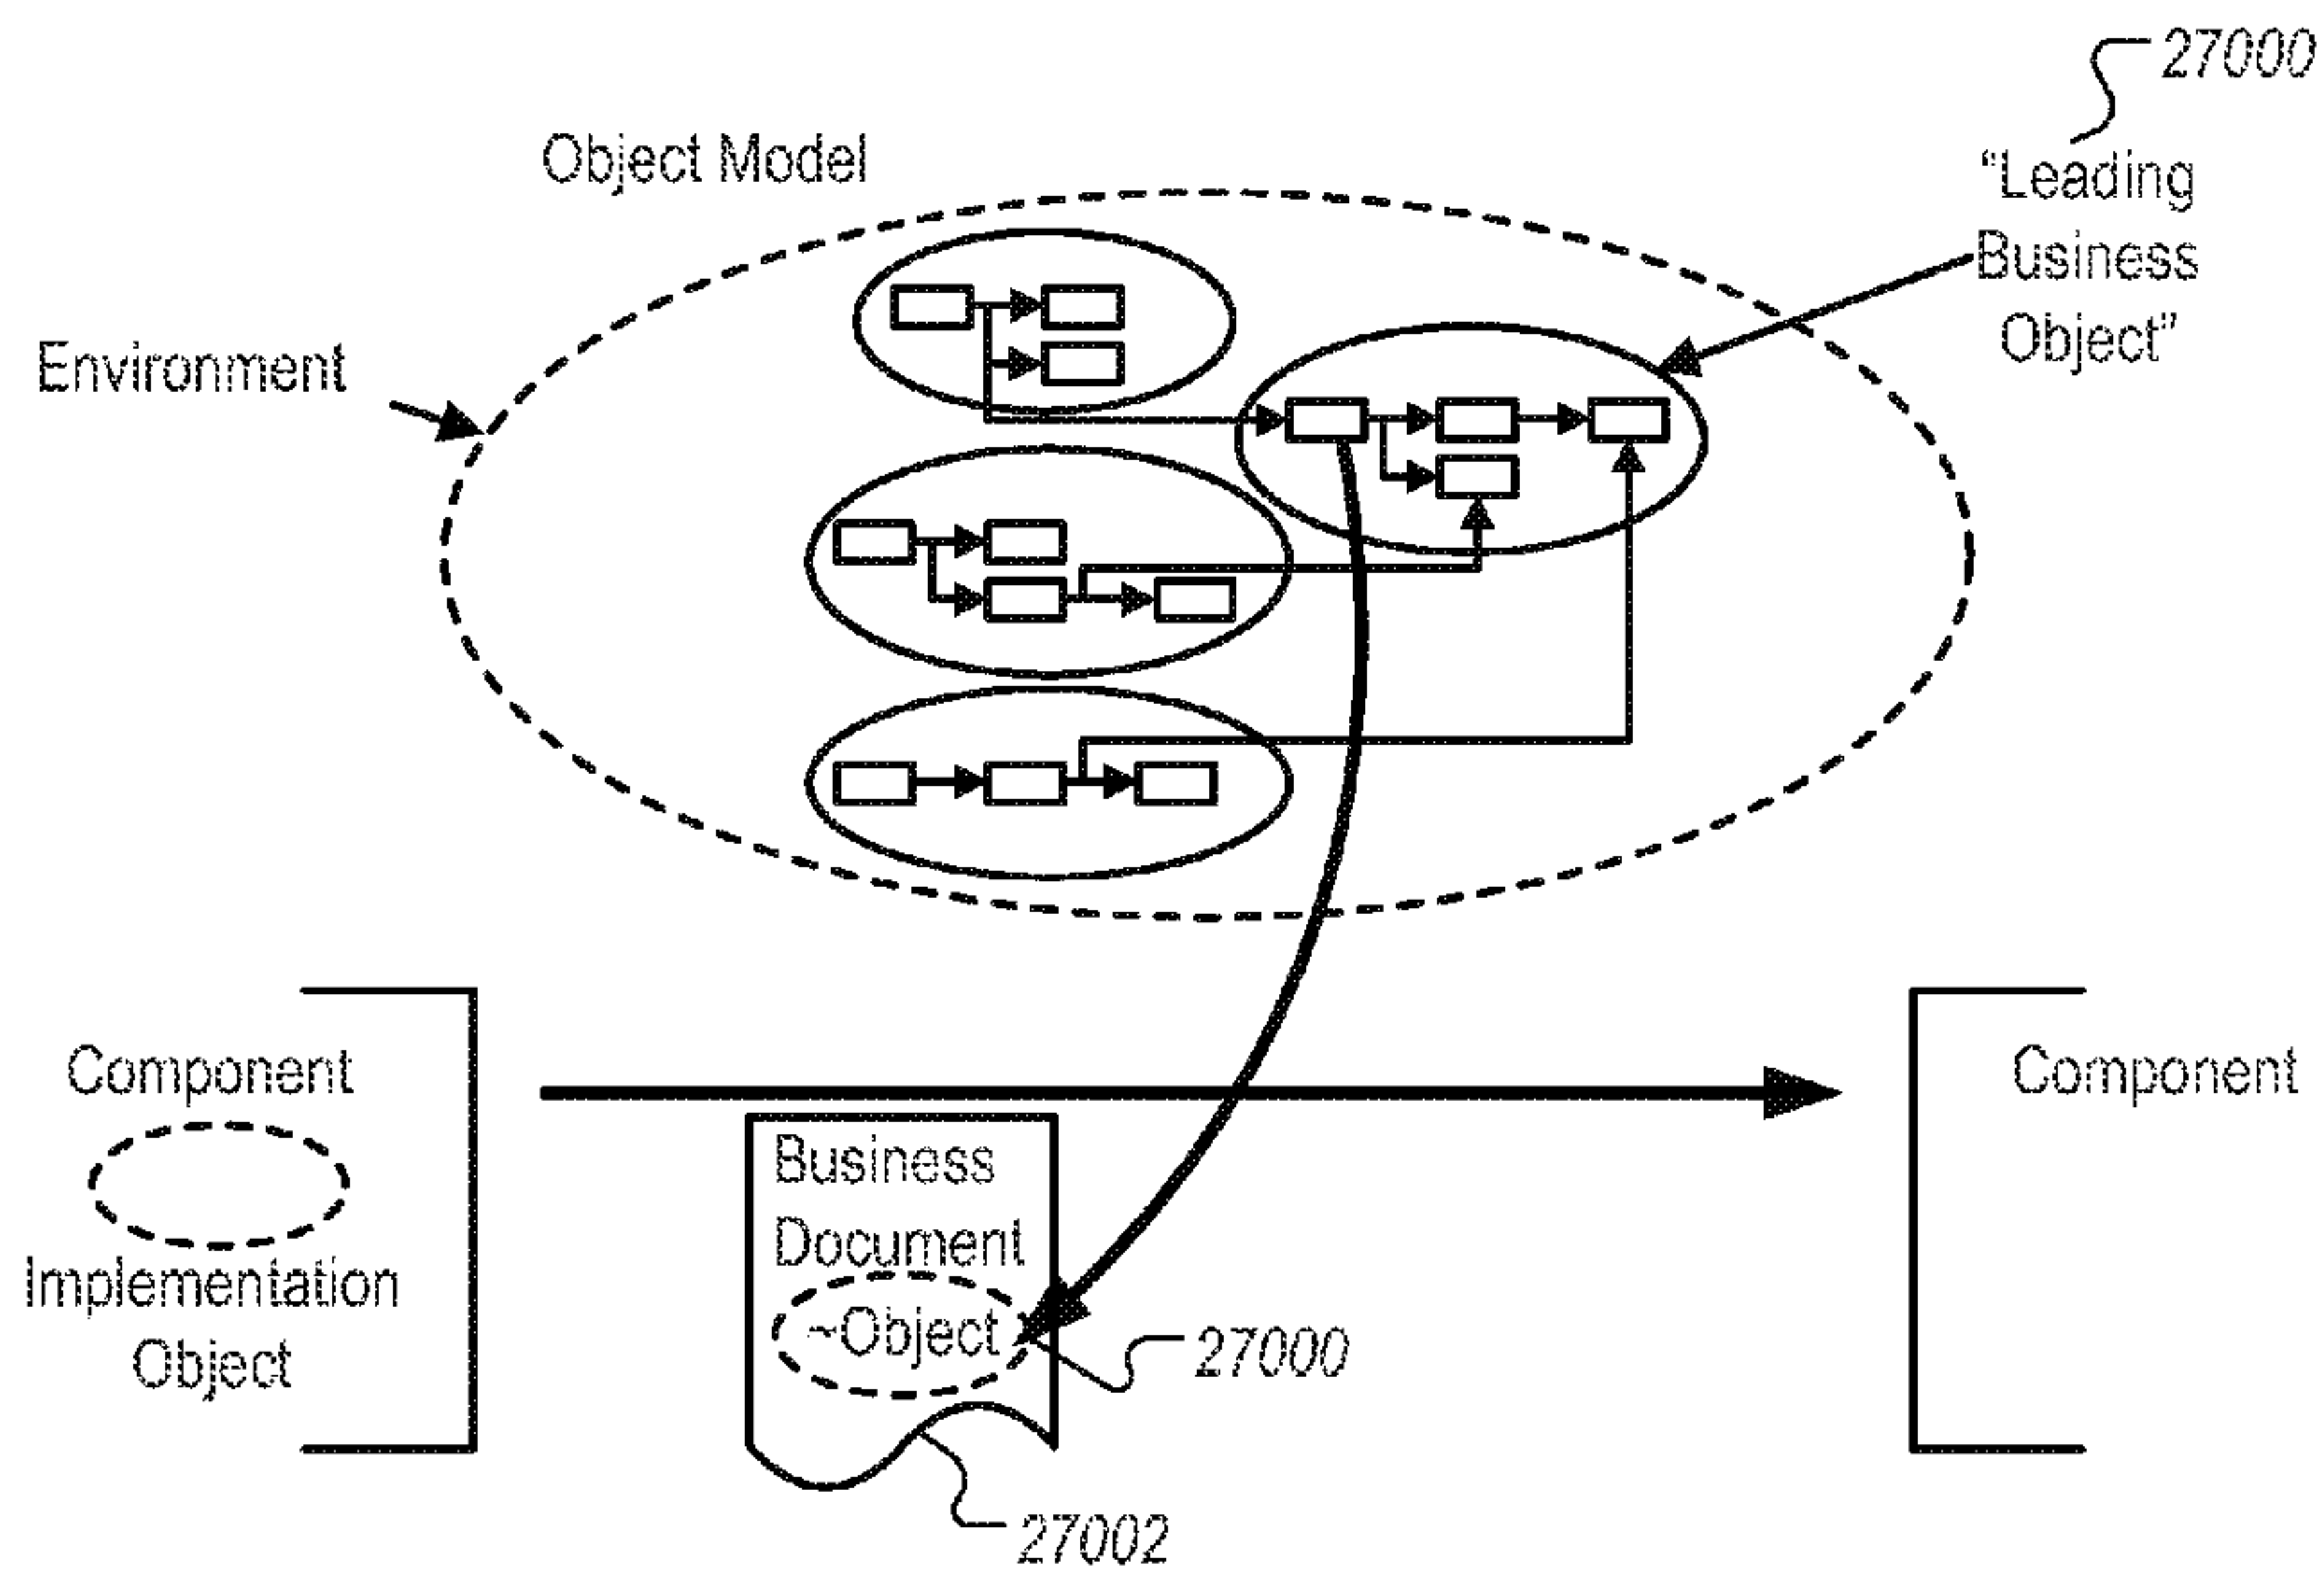 27000
Object Model
“Leading
Business
Object”
Environment
Component
Implementation
Object
Business
Document
~Object
27000
27002
Component